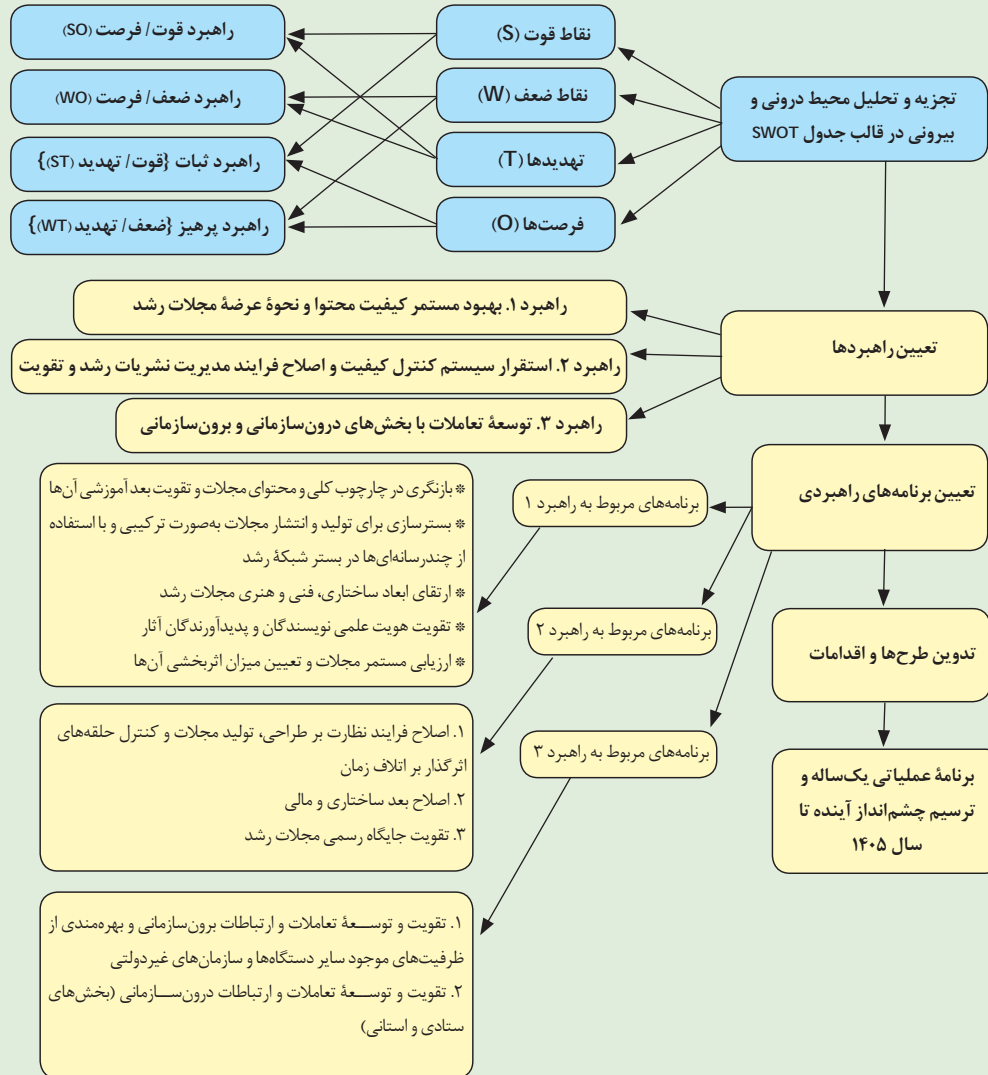 تجزیه و تحلیل محیط درونی و
بیرونی در قالب جدول SWOT
نقاط قوت (S)
نقاط ضعف (W)
تهدیدها (T)
فرصت‌ها (O)
راهبرد قوت/ فرصت (SO)
راهبرد ضعف/ فرصت (WO)
راهبرد ثبات {قوت/ تهدید (ST)}
راهبرد پرهیز {ضعف/ تهدید (WT)}
تعیین راهبردها
راهبرد ۱. بهبود مستمر کیفیت محتوا و نحوۀ عرضۀ مجلات رشد
راهبرد ۲. استقرار سیستم کنترل کیفیت و اصلاح فرایند مدیریت نشریات رشد و تقویت
راهبرد ۳. توسعۀ تعاملات با بخش‌های درون‌سازمانی و برون‌سازمانی
تعیین برنامه‌های راهبردی
برنامه‌های مربوط به راهبرد ۱
* بازنگری در چارچوب کلی و محتوای مجلات و تقویت بعد آموزشی آن‌ها
* بسترسازی برای تولید و انتشار مجلات به‌صورت ترکیبی و با استفاده
از چندرسانه‌ای‌ها در بستر شبکۀ رشد
* ارتقای ابعاد ساختاری، فنی و هنری مجلات رشد
* تقویت هویت علمی نویسندگان و پدیدآورندگان آثار
* ارزیابی مستمر مجلات و تعیین میزان اثربخشی آن‌ها
برنامه‌های مربوط به راهبرد ۲
۱. اصلاح فرایند نظارت بر طراحی، تولید مجلات و کنترل حلقه‌های
اثرگذار بر اتلاف زمان
۲. اصلاح بعد ساختاری و مالی
۳. تقویت جایگاه رسمی مجلات رشد
برنامه‌های مربوط به راهبرد ۳
۱. تقویت و توسعۀ تعاملات و ارتباطات برون‌سازمانی و بهره‌مندی از
ظرفیت‌های موجود سایر دستگاه‌ها و سازمان‌های غیردولتی
۲. تقویت و توسعۀ تعاملات و ارتباطات درون‌سازمانی (بخش‌های
ستادی و استانی)
تدوین طرح‌ها و اقدامات
برنامۀ عملیاتی یک‌ساله و
ترسیم چشم‌انداز آینده تا
سال ۱۴۰۵